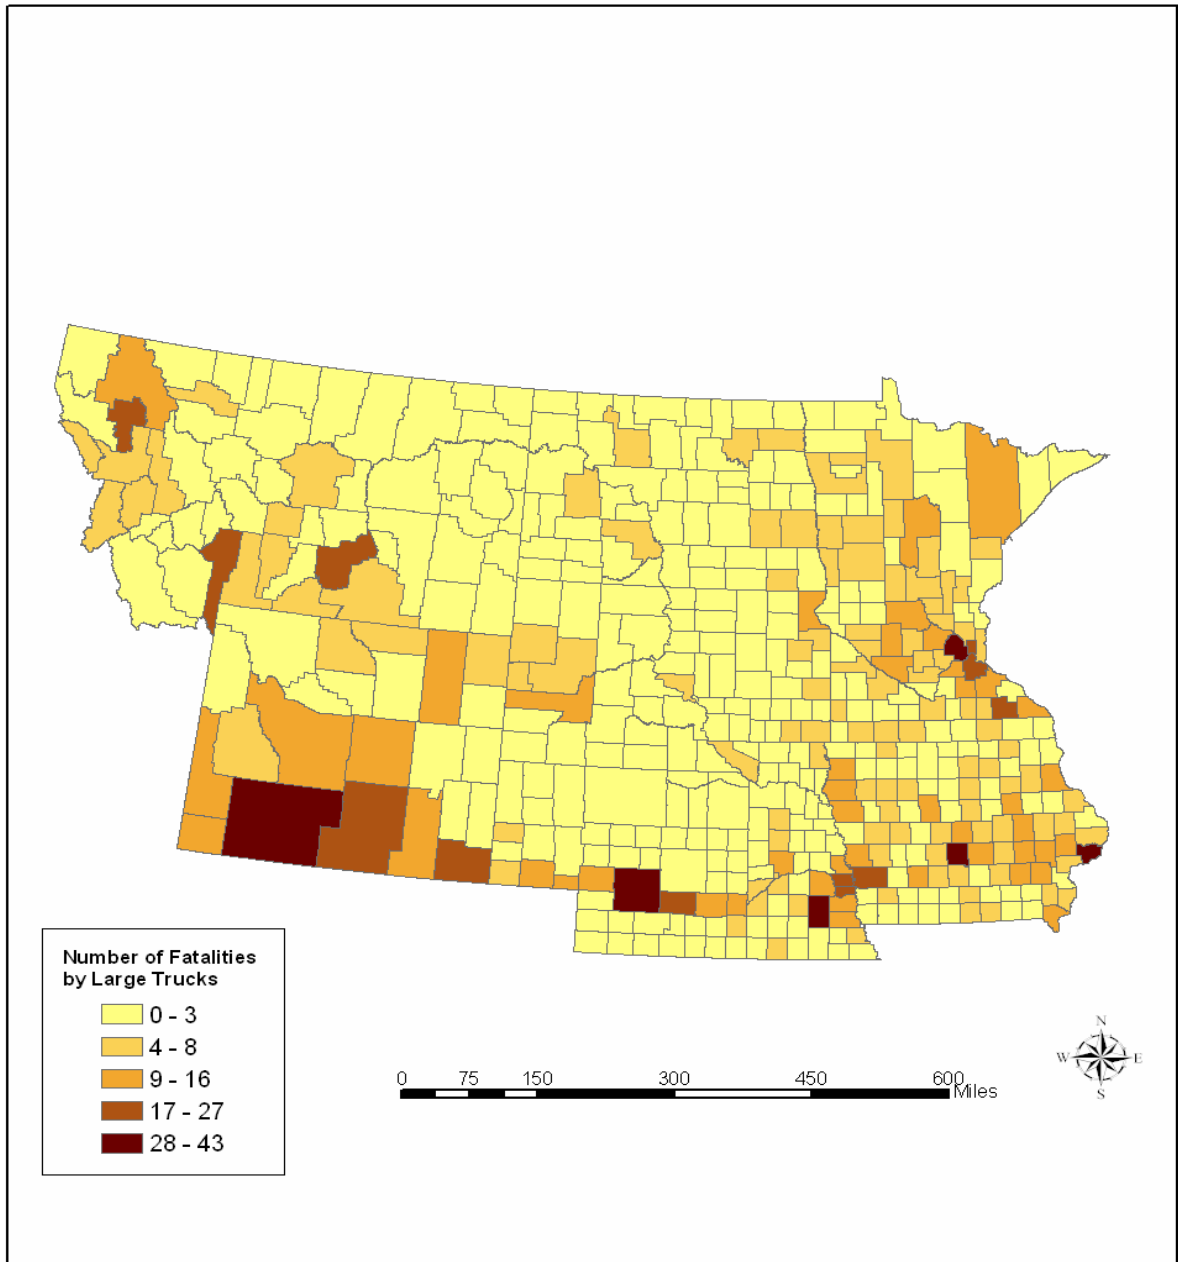 Number of Fatalities
by Large Trucks
0 - 3
4 - 8
9 - 16
17 - 27
28 - 43
0 75 150 300 450 600
Miles
N
W E
S